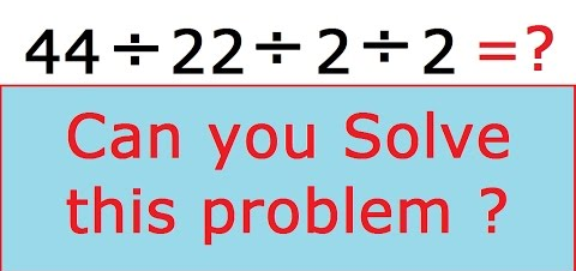 44÷22÷2÷2 =?
Can you Solve
this problem ?